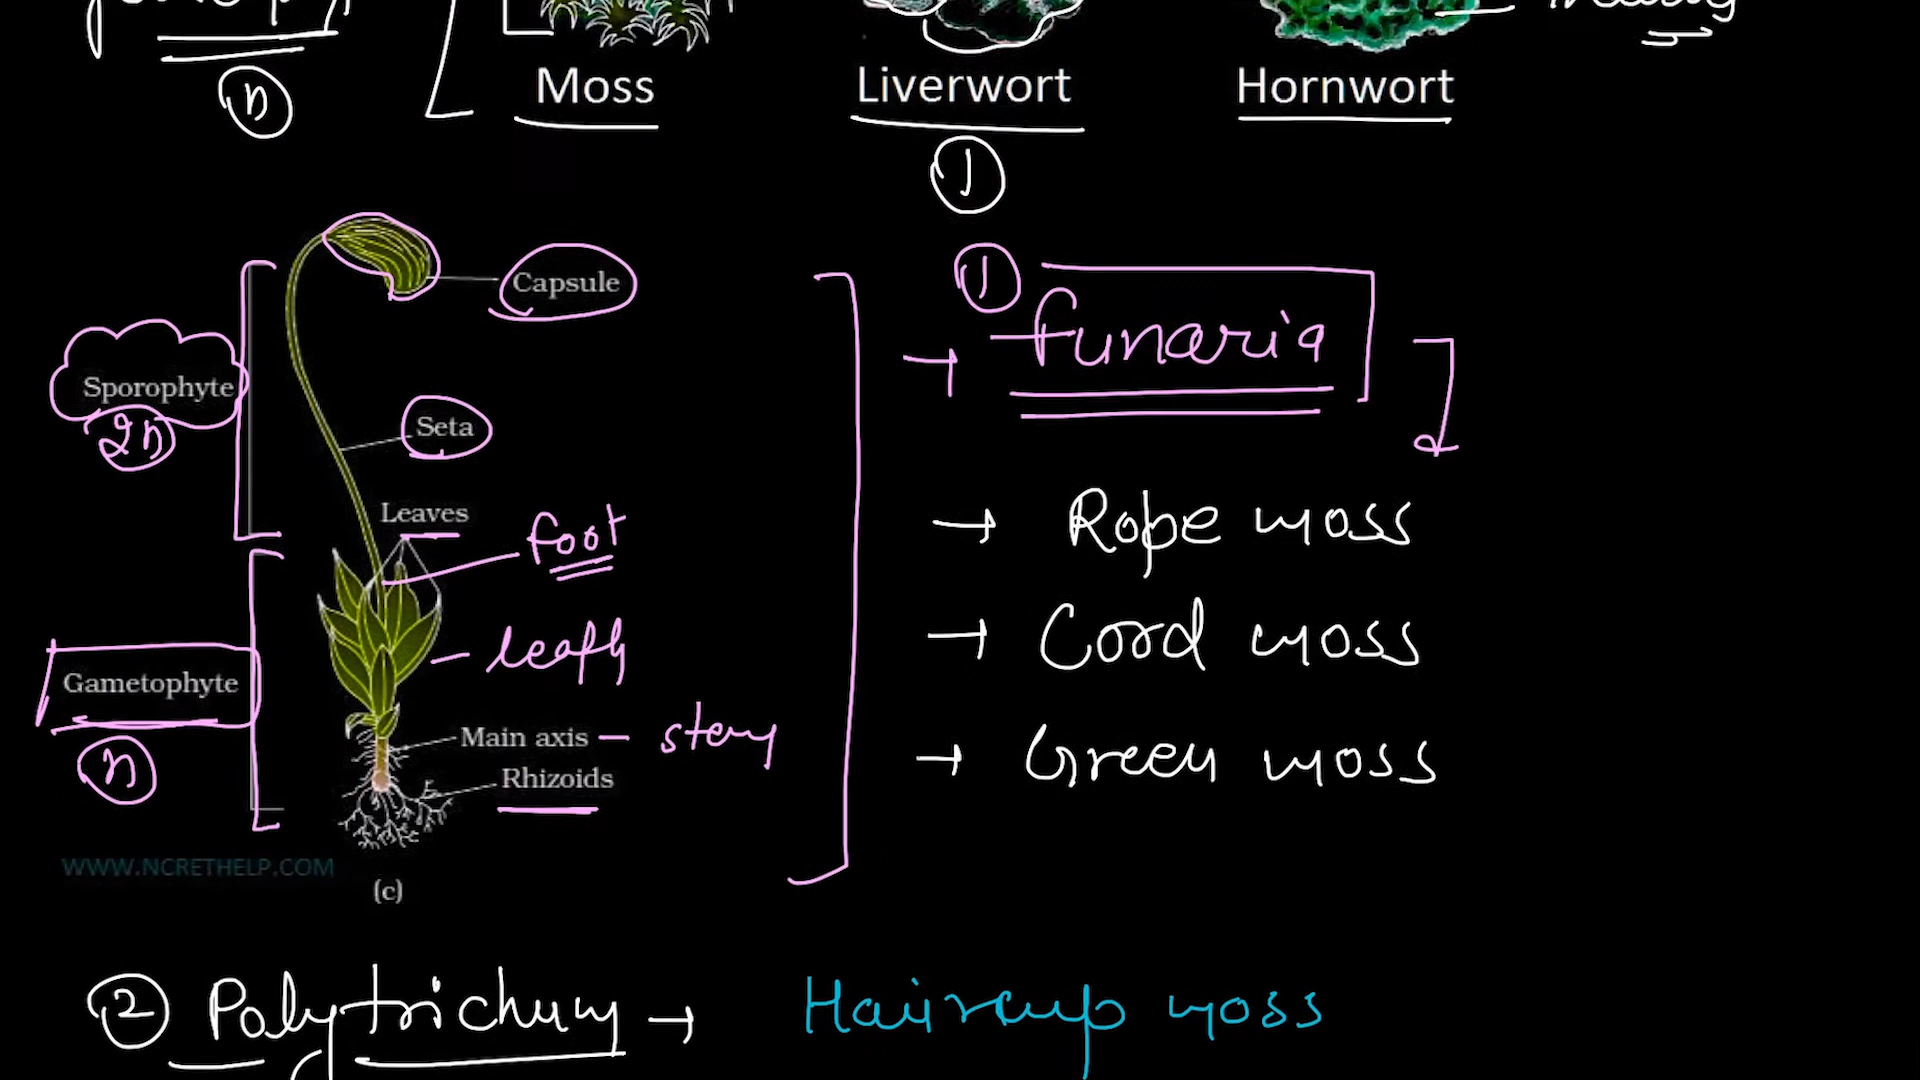 n
Moss
Liverwort
Hornwort
1
Capsule
1
funaria
Sporophyte
2n
Seta
Leaves
foot
Rope moss
Cord moss
leafy
Gametophyte
n
Main axis — stem
Rhizoids
Green moss
WWW.NCRETHELP.COM
(c)
2 Polytrichum → Haircup moss